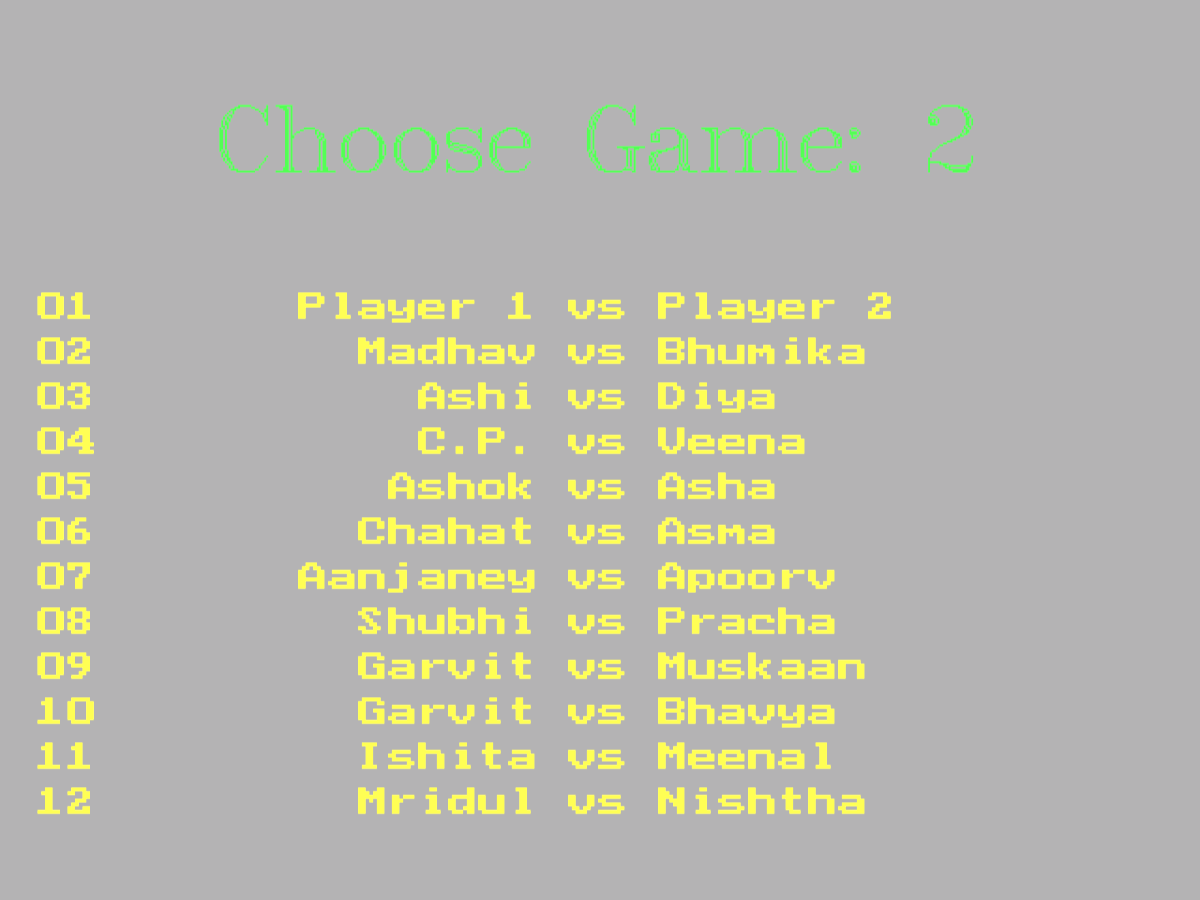 Choose Game: 2
01 Player 1 vs Player 2
02 Madhav vs Bhumika
03 Ashi vs Diya
04 C.P. vs Veena
05 Ashok vs Asha
06 Chahat vs Asma
07 Aanjaney vs Apoorv
08 Shubhi vs Pracha
09 Garvit vs Muskaan
10 Garvit vs Bhavya
11 Ishita vs Meenal
12 Mridul vs Nishtha